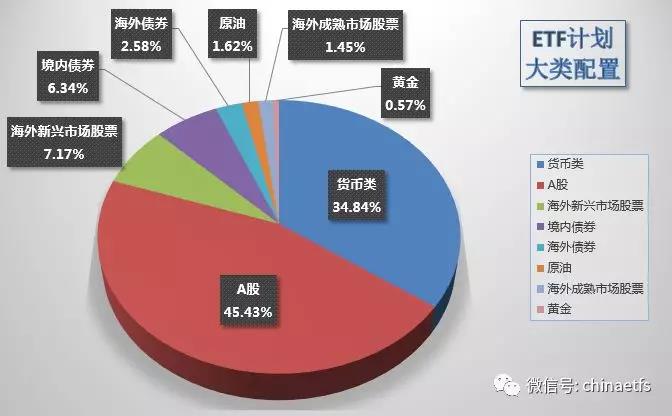 ETF计划
大类配置
海外债券
2.58%
原油
1.62%
海外成熟市场股票
1.45%
境内债券
6.34%
黄金
0.57%
海外新兴市场股票
7.17%
货币类
34.84%
A股
45.43%
货币类
A股
海外新兴市场股票
境内债券
海外债券
原油
海外成熟市场股票
黄金
微信号: chinaetfs